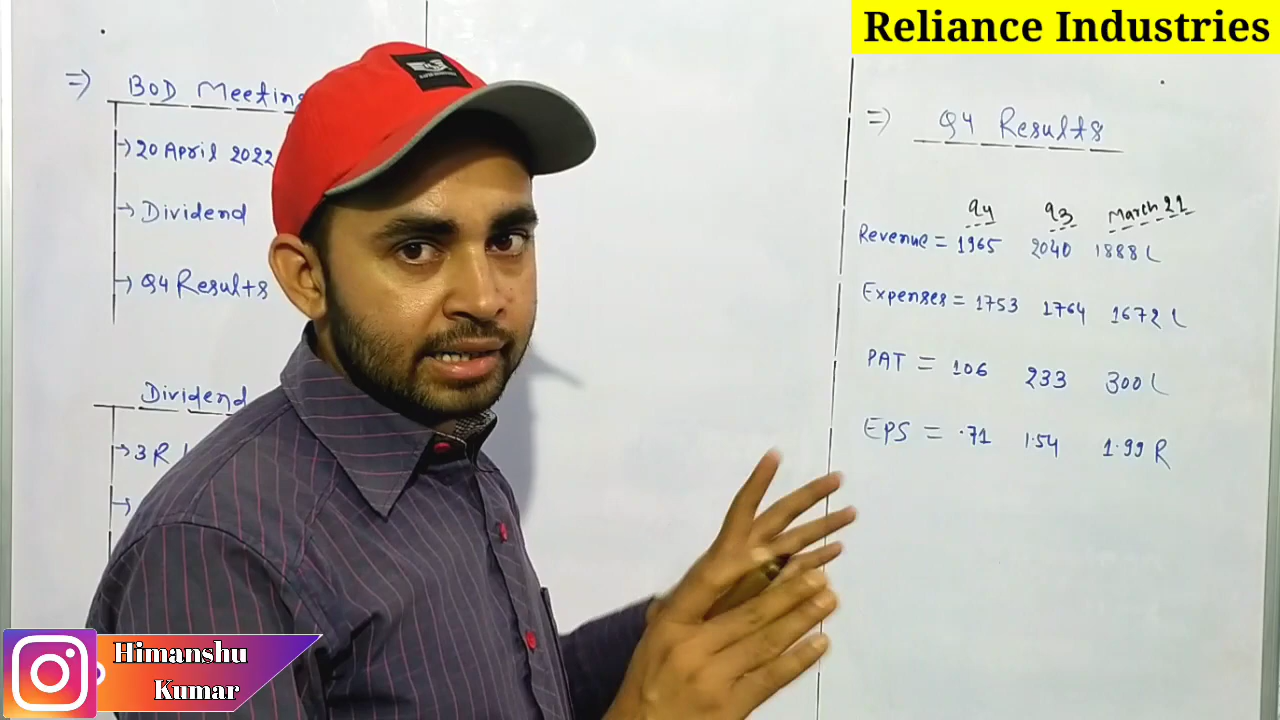 Reliance Industries
=> BOD Meeting
→ 20 April 2022
→ Dividend
→ Q4 Results
Dividend
→ 3 R
=> Q4 Results
Q4 Q3 March 21
Revenue = 1965 2040 1888 L
Expenses = 1753 1764 1672 L
PAT = 106 233 300 L
EPS = .71 1.54 1.99 R
Himanshu
Kumar